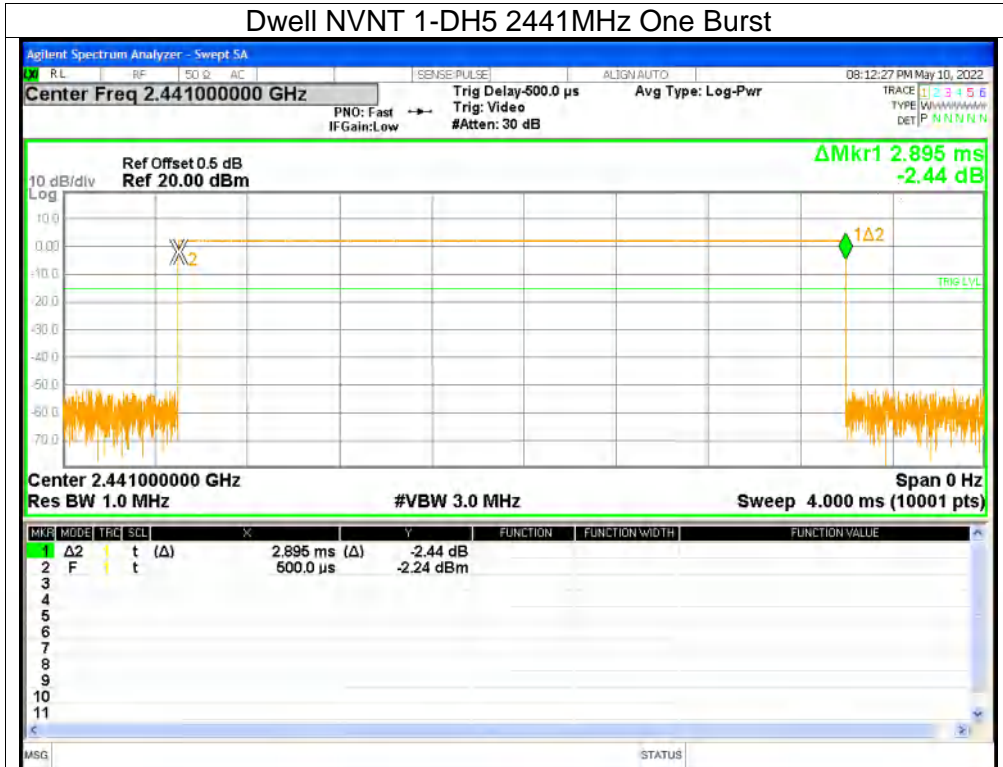 Dwell NVNT 1-DH5 2441MHz One Burst
Agilent Spectrum Analyzer - Swept SA
RL RF 50 Ω AC SENSE:PULSE ALIGN AUTO 08:12:27 PM May 10, 2022
Center Freq 2.441000000 GHz Trig Delay-500.0 µs Avg Type: Log-Pwr TRACE 1 2 3 4 5 6
PNO: Fast Trig: Video TYPE
IFGain:Low #Atten: 30 dB DET P N N N N N
ΔMkr1 2.895 ms
-2.44 dB
Ref Offset 0.5 dB
10 dB/div Ref 20.00 dBm
Log
10.0
0.00
-10.0
-20.0
-30.0
-40.0
-50.0
-60.0
-70.0
2
1Δ2
TRIG LVL
Center 2.441000000 GHz Span 0 Hz
Res BW 1.0 MHz #VBW 3.0 MHz Sweep 4.000 ms (10001 pts)
MKR MODE TRC SCL X Y FUNCTION FUNCTION WIDTH FUNCTION VALUE
1 Δ2 1 t (Δ) 2.895 ms (Δ) -2.44 dB
2 F 1 t 500.0 µs -2.24 dBm
3
4
5
6
7
8
9
10
11
MSG STATUS